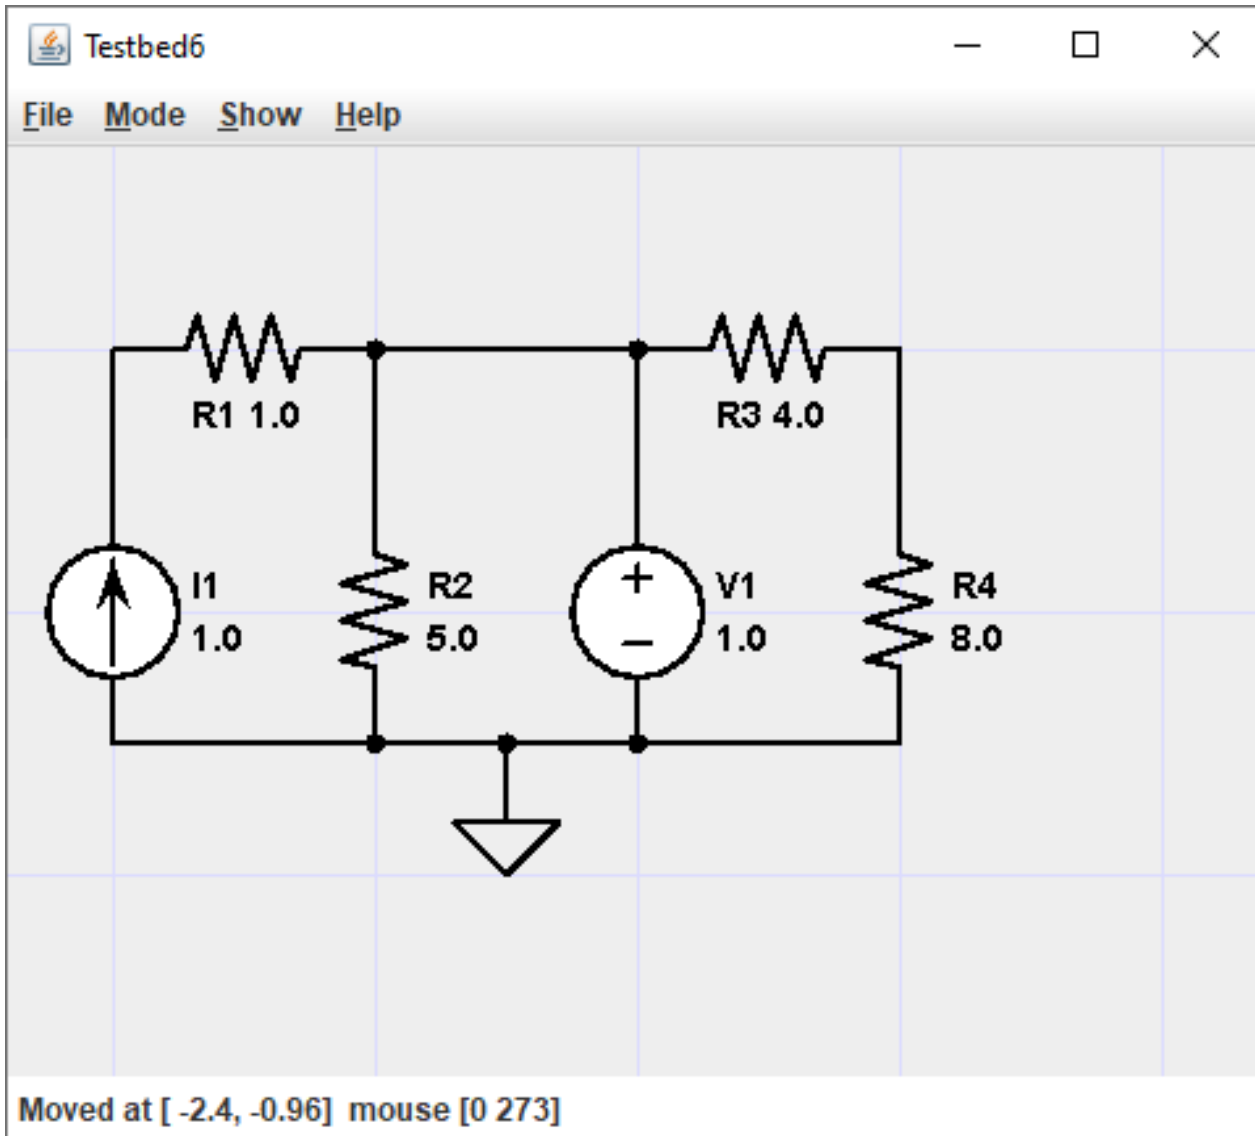 Testbed6
File Mode Show Help
R1 1.0
R3 4.0
I1
1.0
R2
5.0
+
−
V1
1.0
R4
8.0
Moved at [ -2.4, -0.96] mouse [0 273]